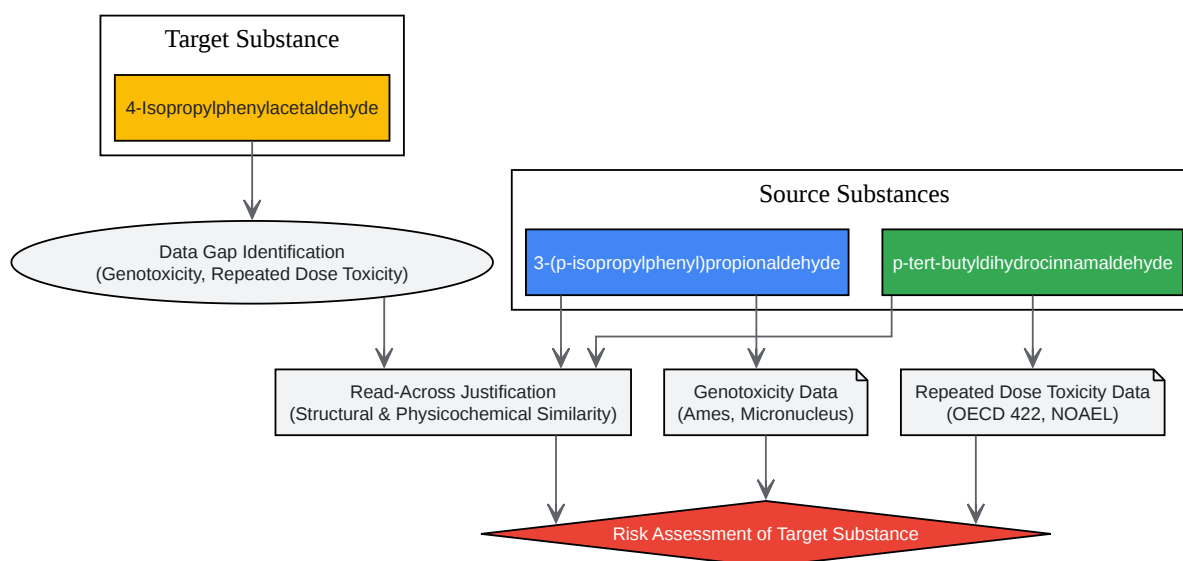 Target Substance
4-Isopropylphenylacetaldehyde
Data Gap Identification
(Genotoxicity, Repeated Dose Toxicity)
Source Substances
3-(p-isopropylphenyl)propionaldehyde
p-tert-butyldihydrocinnamaldehyde
Read-Across Justification
(Structural & Physicochemical Similarity)
Genotoxicity Data
(Ames, Micronucleus)
Repeated Dose Toxicity Data
(OECD 422, NOAEL)
Risk Assessment of Target Substance